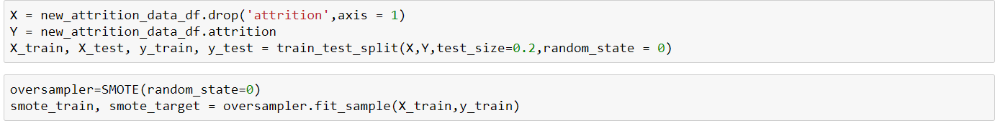 X = new_attrition_data_df.drop('attrition',axis = 1)
Y = new_attrition_data_df.attrition
X_train, X_test, y_train, y_test = train_test_split(X,Y,test_size=0.2,random_state = 0)
oversampler=SMOTE(random_state=0)
smote_train, smote_target = oversampler.fit_sample(X_train,y_train)